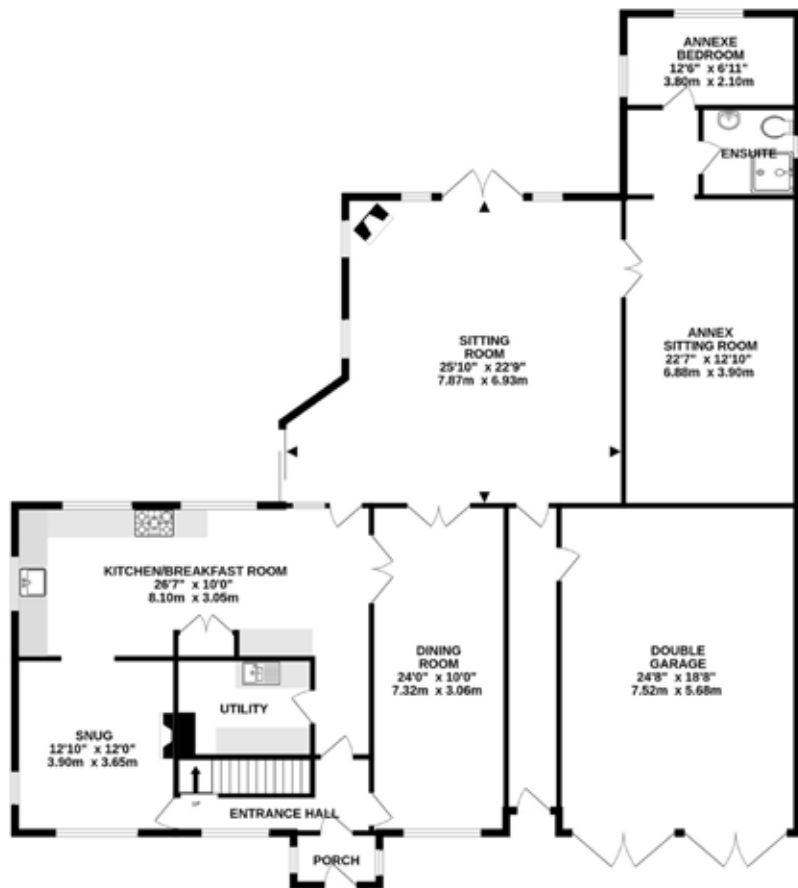 ANNEXE
BEDROOM
12'6" x 6'11"
3.80m x 2.10m
ENSUITE
SITTING
ROOM
25'10" x 22'9"
7.87m x 6.93m
ANNEX
SITTING ROOM
22'7" x 12'10"
6.88m x 3.90m
KITCHEN/BREAKFAST ROOM
26'7" x 10'0"
8.10m x 3.05m
DINING
ROOM
24'0" x 10'0"
7.32m x 3.06m
DOUBLE
GARAGE
24'8" x 18'8"
7.52m x 5.68m
UTILITY
SNUG
12'10" x 12'0"
3.90m x 3.65m
UP
ENTRANCE HALL
PORCH